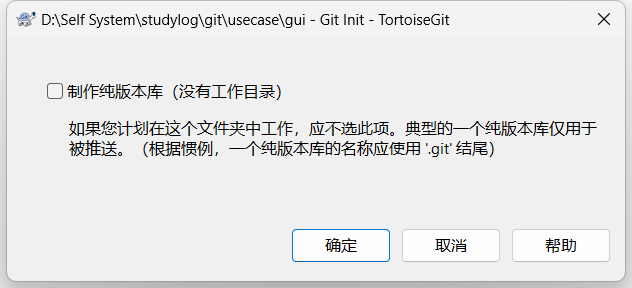 D:\Self System\studylog\git\usecase\gui - Git Init - TortoiseGit
制作纯版本库（没有工作目录）
如果您计划在这个文件夹中工作，应不选此项。典型的一个纯版本库仅用于
被推送。（根据惯例，一个纯版本库的名称应使用 '.git' 结尾）
确定
取消
帮助